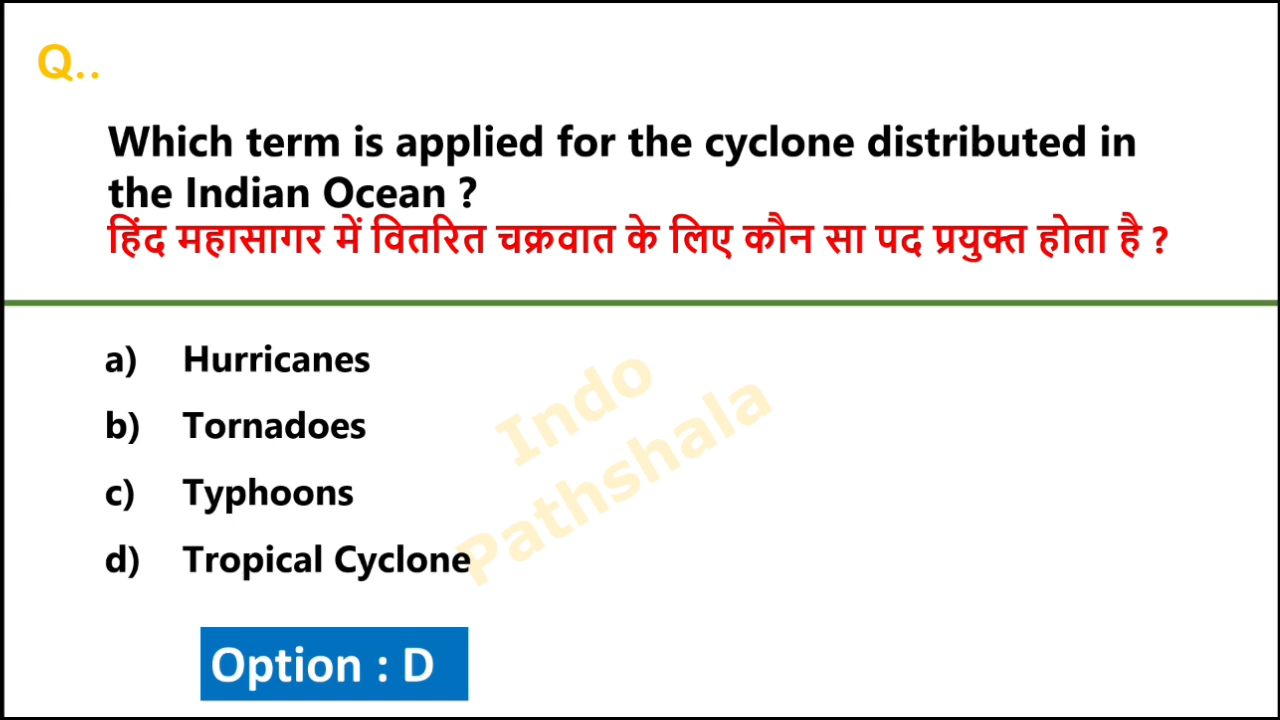 Q..
Which term is applied for the cyclone distributed in
the Indian Ocean ?
हिंद महासागर में वितरित चक्रवात के लिए कौन सा पद प्रयुक्त होता है ?
a) Hurricanes
b) Tornadoes
c) Typhoons
d) Tropical Cyclone
Indo
Pathshala
Option : D